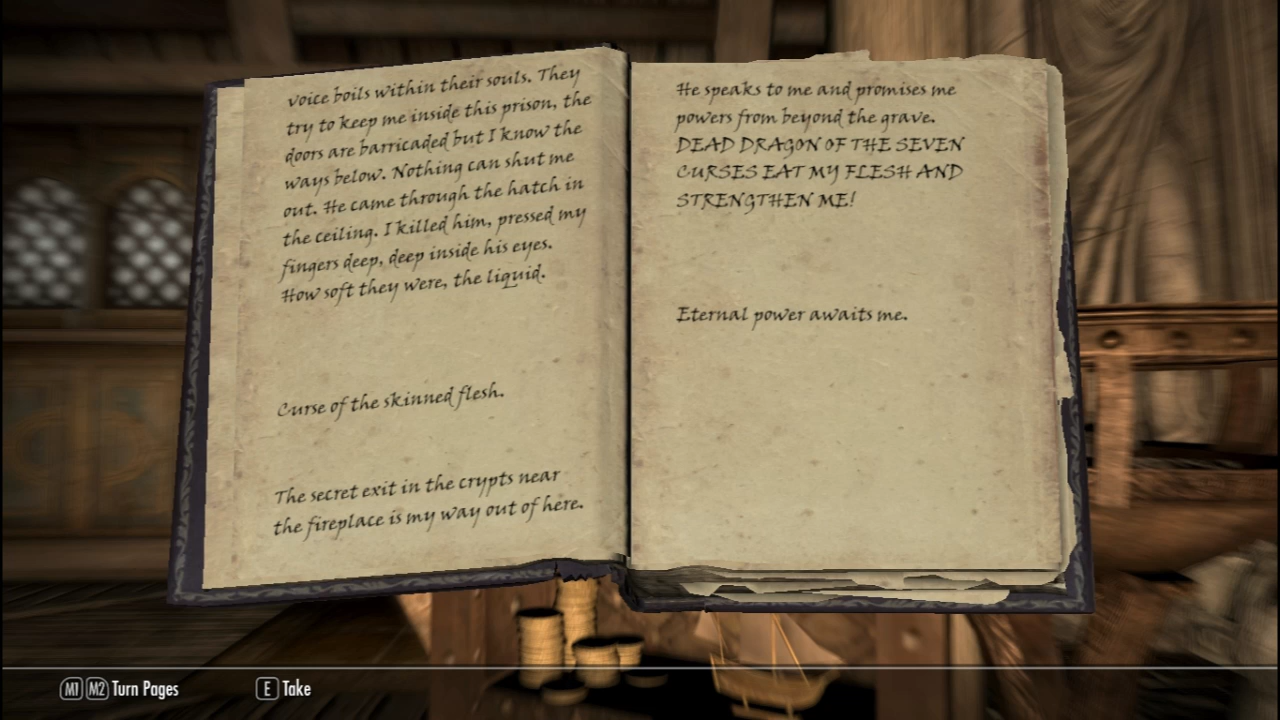 voice boils within their souls. They
try to keep me inside this prison, the
doors are barricaded but I know the
ways below. Nothing can shut me
out. He came through the hatch in
the ceiling. I killed him, pressed my
fingers deep, deep inside his eyes.
How soft they were, the liquid.
Curse of the skinned flesh.
The secret exit in the crypts near
the fireplace is my way out of here.
He speaks to me and promises me
powers from beyond the grave.
DEAD DRAGON OF THE SEVEN
CURSES EAT MY FLESH AND
STRENGTHEN ME!
Eternal power awaits me.
M1 M2 Turn Pages
E Take